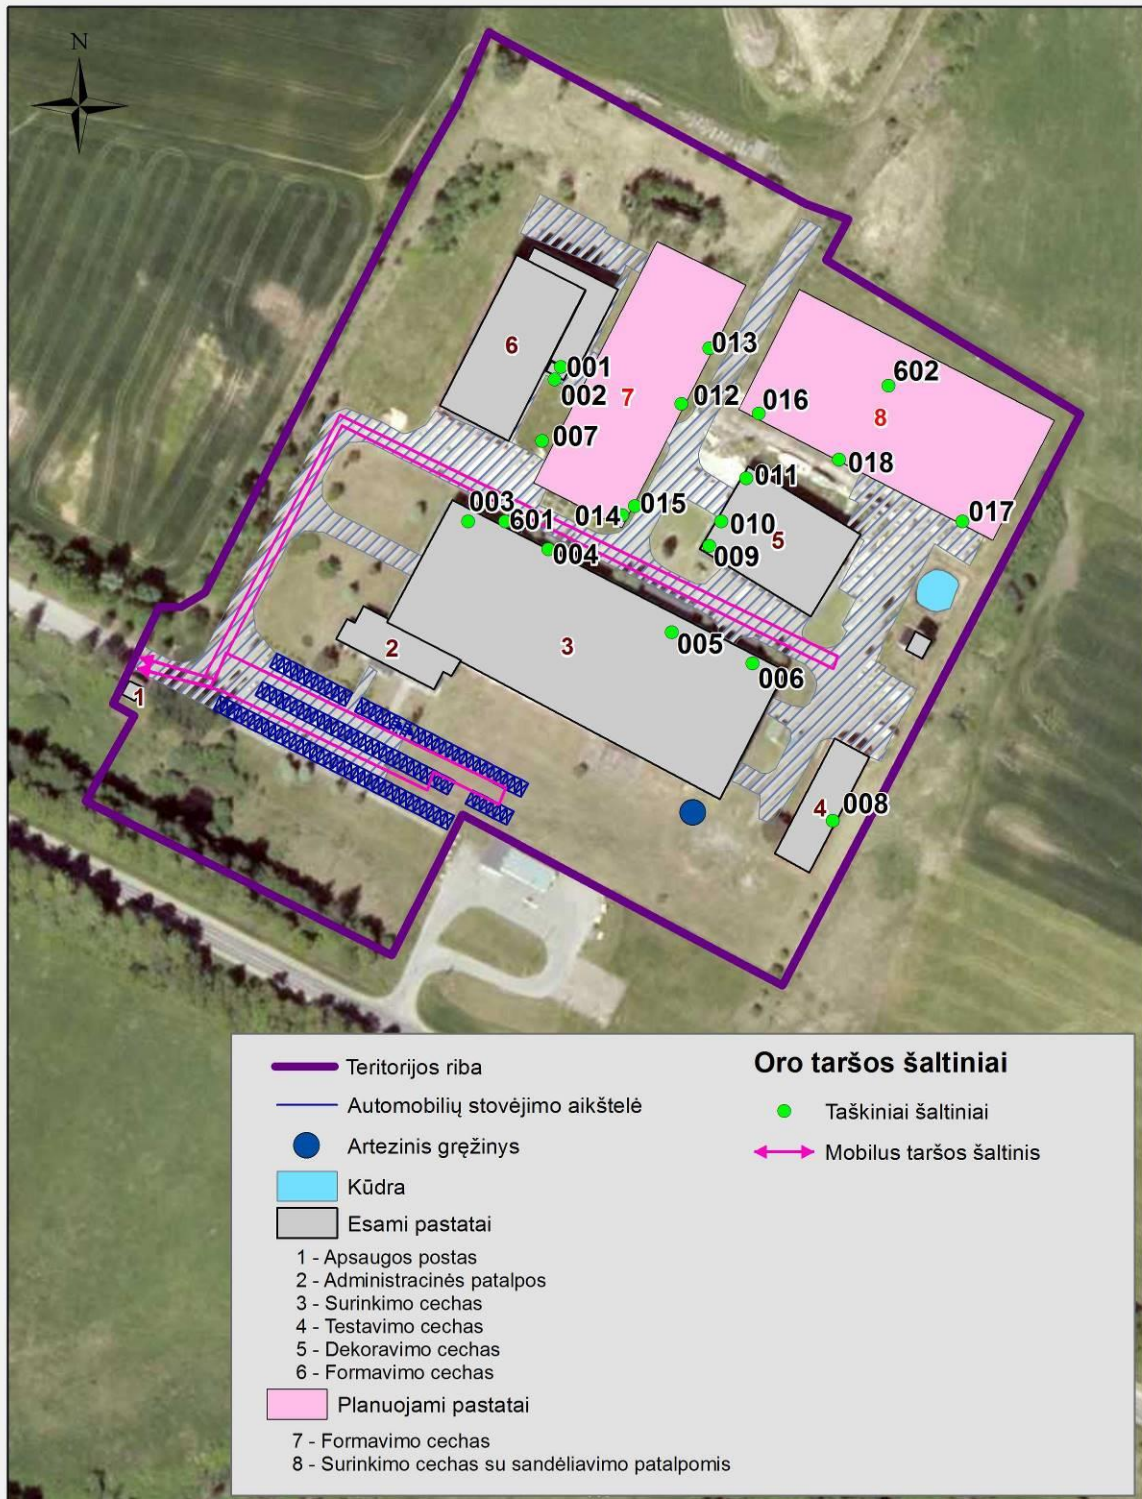 N
6
001
002
007
7
013
012
602
016
8
018
017
011
010
5
009
003
601
014
015
004
005
006
3
2
1
4
008
Teritorijos riba
Automobilių stovėjimo aikštelė
Artezinis gręžinys
Kūdra
Esami pastatai
1 - Apsaugos postas
2 - Administracinės patalpos
3 - Surinkimo cechas
4 - Testavimo cechas
5 - Dekoravimo cechas
6 - Formavimo cechas
Planuojami pastatai
7 - Formavimo cechas
8 - Surinkimo cechas su sandėliavimo patalpomis
Oro taršos šaltiniai
Taškiniai šaltiniai
Mobilus taršos šaltinis